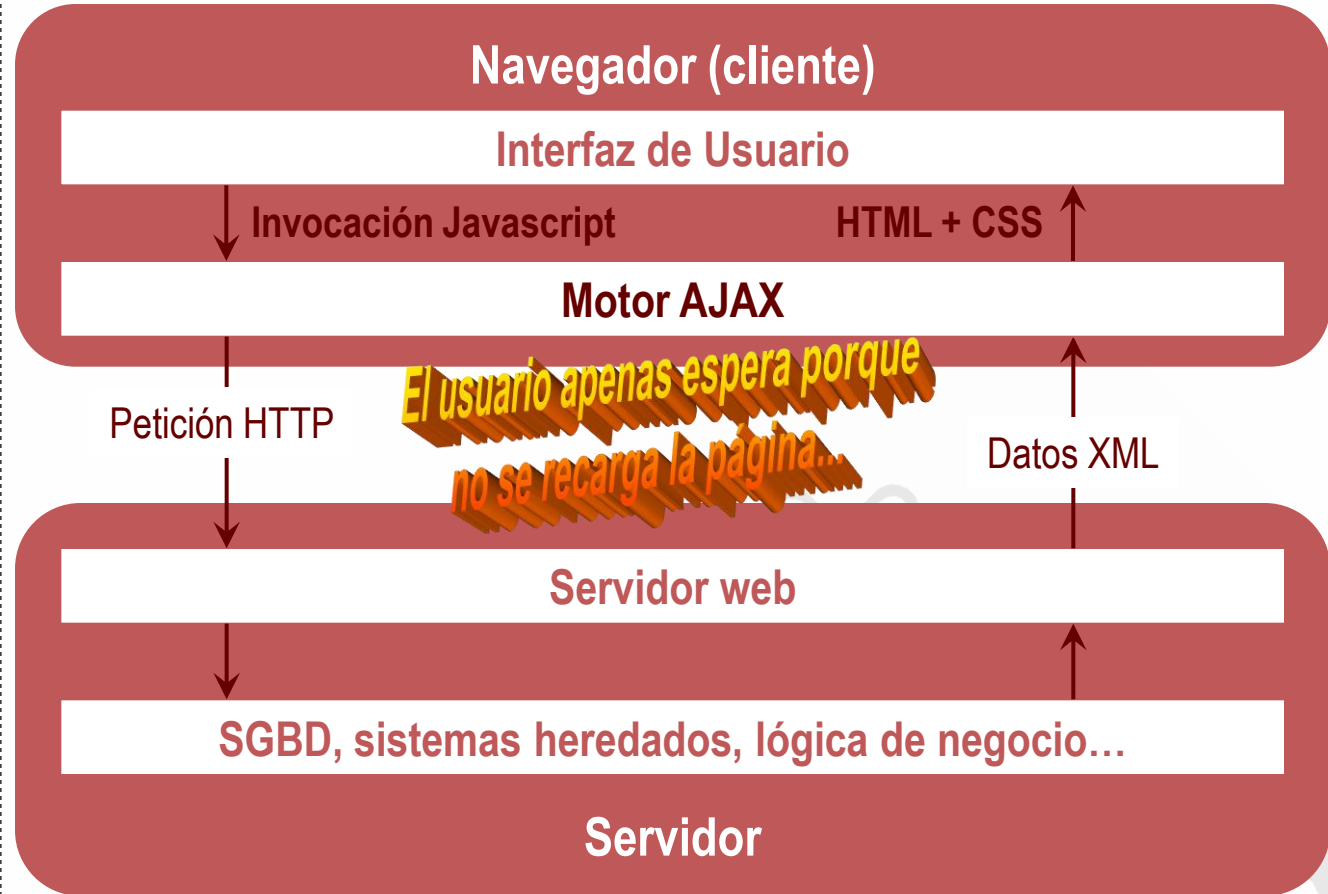 Navegador (cliente)
Interfaz de Usuario
Invocación Javascript
HTML + CSS
Motor AJAX
El usuario apenas espera porque
no se recarga la página...
Petición HTTP
Datos XML
Servidor web
SGBD, sistemas heredados, lógica de negocio…
Servidor